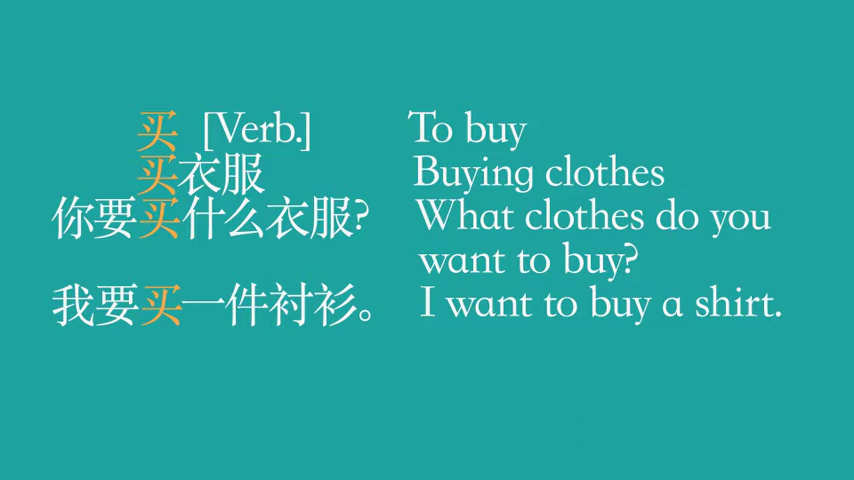 买 [Verb.] To buy
买衣服 Buying clothes
你要买什么衣服? What clothes do you
want to buy?
我要买一件衬衫。 I want to buy a shirt.